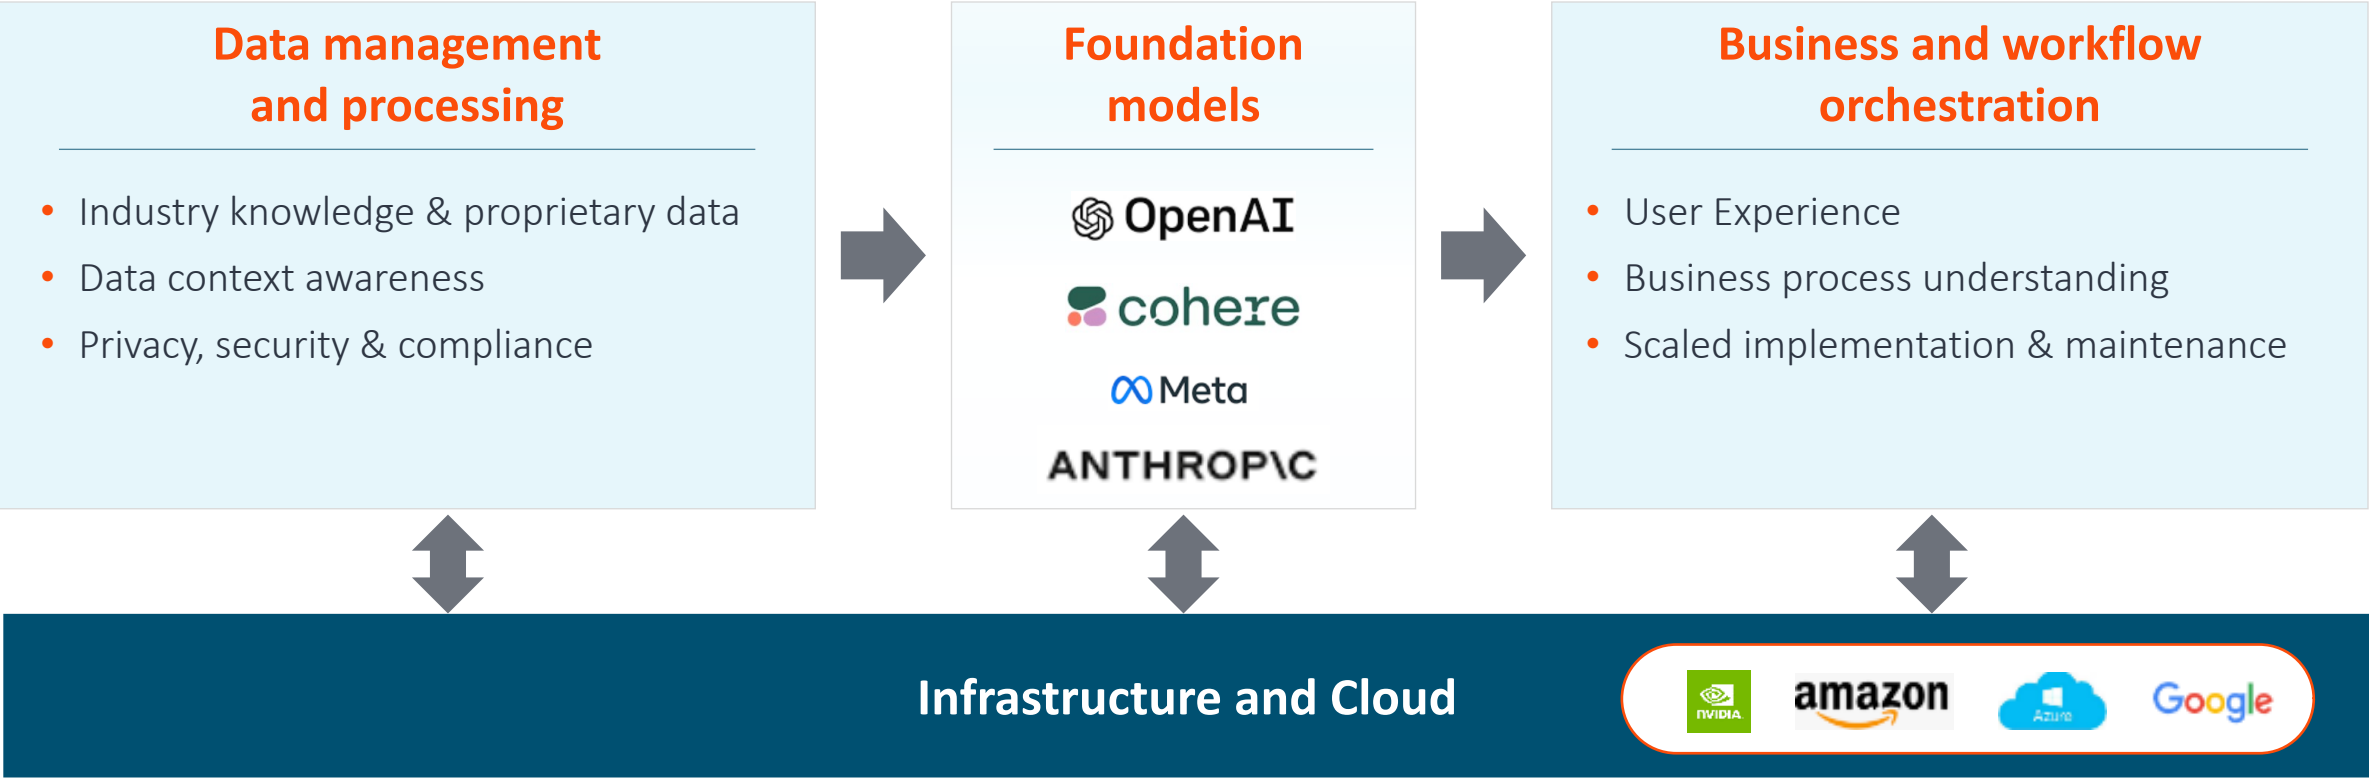 Data management
and processing
• Industry knowledge & proprietary data
• Data context awareness
• Privacy, security & compliance
Foundation
models
OpenAI
cohere
Meta
ANTHROP\C
Business and workflow
orchestration
• User Experience
• Business process understanding
• Scaled implementation & maintenance
Infrastructure and Cloud
NVIDIA
amazon
Azure
Google